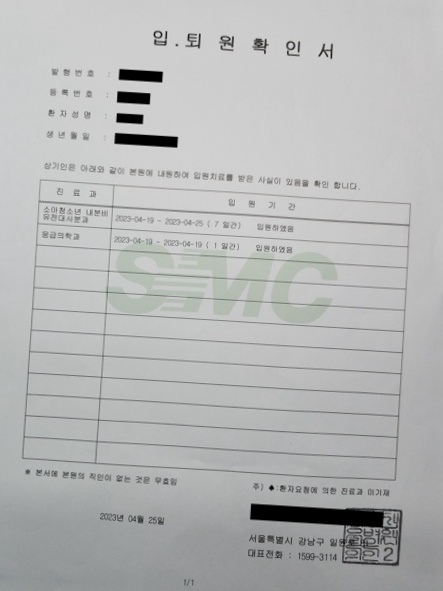 입.퇴 원 확 인 서
발 행 번 호 :
등 록 번 호 :
환 자 성 명 :
생 년 월 일 :
상기인은 아래와 같이 본원에 내원하여 입원치료를 받은 사실이 있음을 확인 합니다.
진 료 과 입 원 기 간
소아청소년 내분비
유전대사분과 2023-04-19 - 2023-04-25 ( 7 일간) 입원하였음
응급의학과 2023-04-19 - 2023-04-19 ( 1 일간) 입원하였음
SMC
※ 본서에 본원의 직인이 없는 것은 무효임
주) ♠:환자요청에 의한 진료과 미기재
2023년 04월 25일
서울특별시 강남구
대표전화 : 1599-3114
1/1